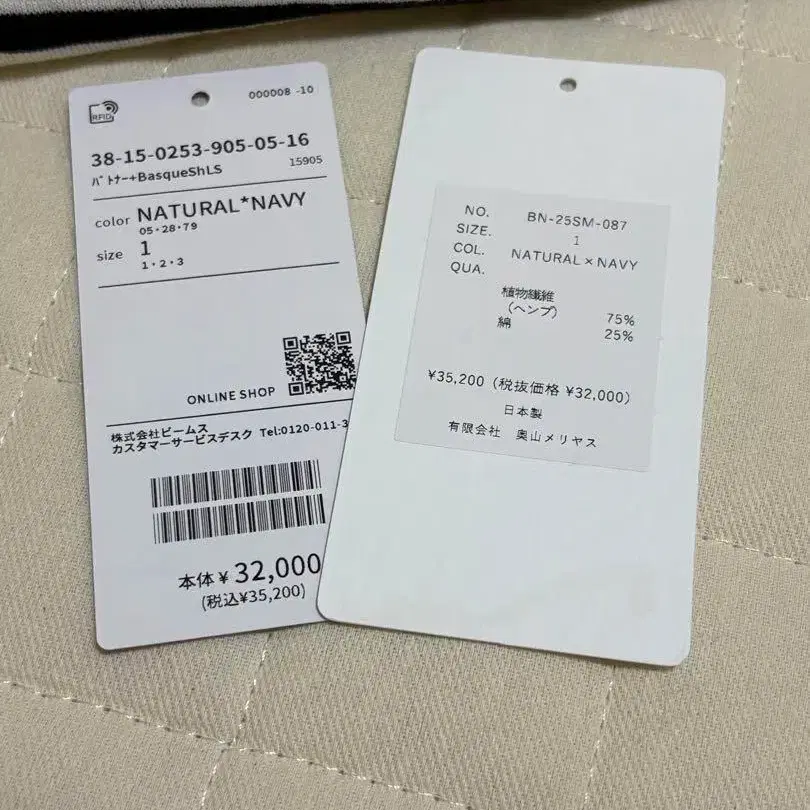 RFID
000008 -10
38-15-0253-905-05-16
ﾊﾞﾄﾅｰ+BasqueShLS
15905
color NATURAL*NAVY
05・28・79
size 1
1・2・3
ONLINE SHOP
株式会社ビームス
カスタマーサービスデスク Tel:0120-011-3
本体¥32,000
(税込¥35,200)
NO. BN-25SM-087
SIZE. 1
COL. NATURAL×NAVY
QUA.
植物繊維
(ヘンプ) 75%
綿 25%
¥35,200(税抜価格 ¥32,000)
日本製
有限会社 奥山メリヤス